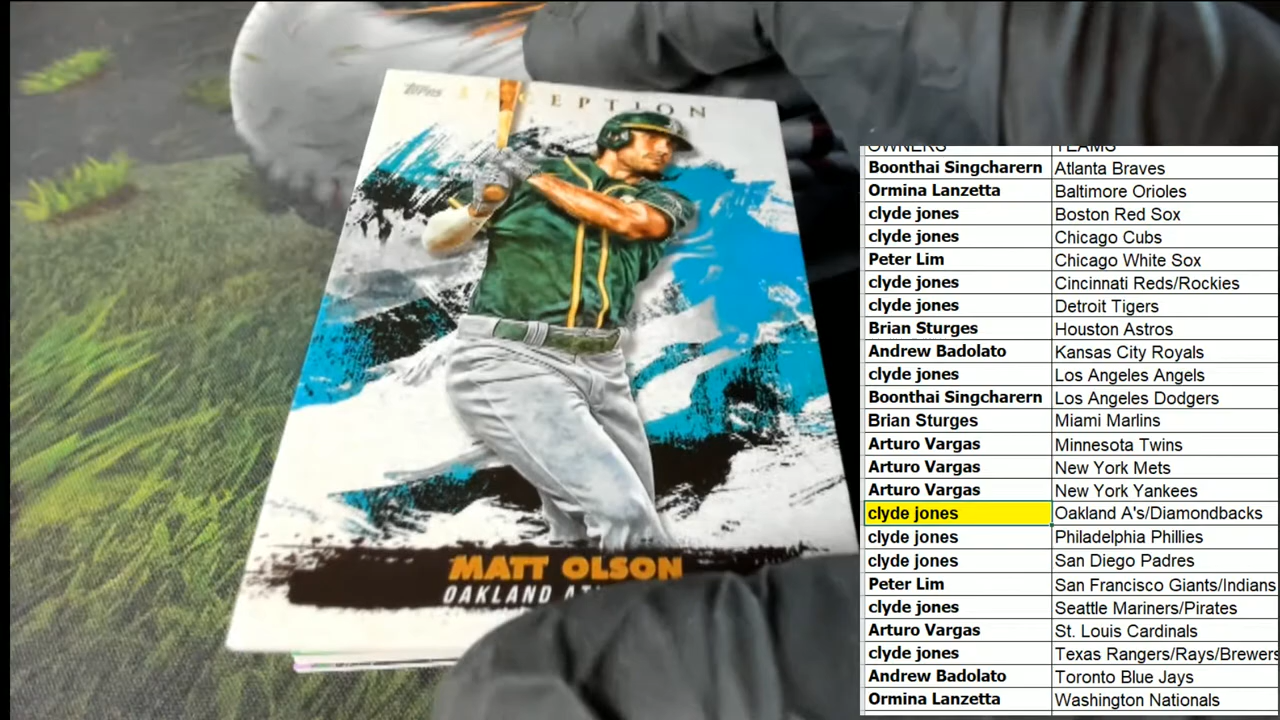 Topps
INCEPTION
MATT OLSON
OAKLAND
OWNERS TEAMS
Boonthai Singcharern Atlanta Braves
Ormina Lanzetta Baltimore Orioles
clyde jones Boston Red Sox
clyde jones Chicago Cubs
Peter Lim Chicago White Sox
clyde jones Cincinnati Reds/Rockies
clyde jones Detroit Tigers
Brian Sturges Houston Astros
Andrew Badolato Kansas City Royals
clyde jones Los Angeles Angels
Boonthai Singcharern Los Angeles Dodgers
Brian Sturges Miami Marlins
Arturo Vargas Minnesota Twins
Arturo Vargas New York Mets
Arturo Vargas New York Yankees
clyde jones Oakland A's/Diamondbacks
clyde jones Philadelphia Phillies
clyde jones San Diego Padres
Peter Lim San Francisco Giants/Indians
clyde jones Seattle Mariners/Pirates
Arturo Vargas St. Louis Cardinals
clyde jones Texas Rangers/Rays/Brewers
Andrew Badolato Toronto Blue Jays
Ormina Lanzetta Washington Nationals